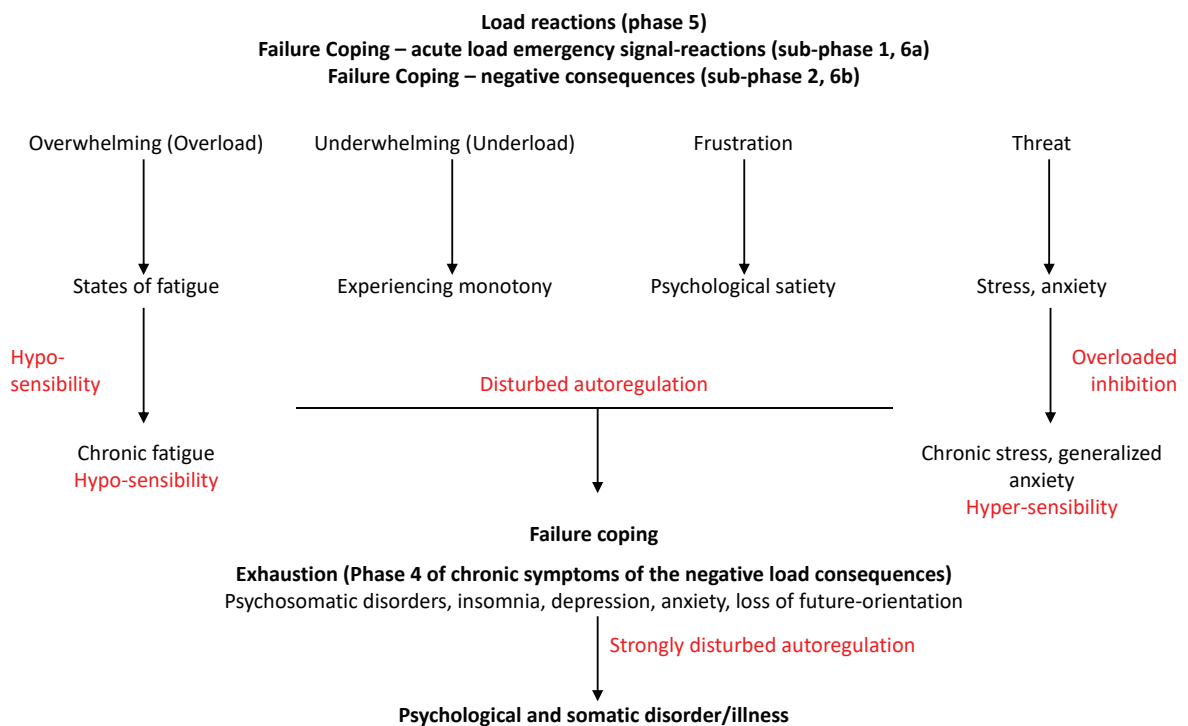 Load reactions (phase 5)
Failure Coping – acute load emergency signal-reactions (sub-phase 1, 6a)
Failure Coping – negative consequences (sub-phase 2, 6b)
Overwhelming (Overload)
Underwhelming (Underload)
Frustration
Threat
States of fatigue
Experiencing monotony
Psychological satiety
Stress, anxiety
Hypo-
sensibility
Disturbed autoregulation
Overloaded
inhibition
Chronic fatigue
Hypo-sensibility
Chronic stress, generalized
anxiety
Hyper-sensibility
Failure coping
Exhaustion (Phase 4 of chronic symptoms of the negative load consequences)
Psychosomatic disorders, insomnia, depression, anxiety, loss of future-orientation
Strongly disturbed autoregulation
Psychological and somatic disorder/illness